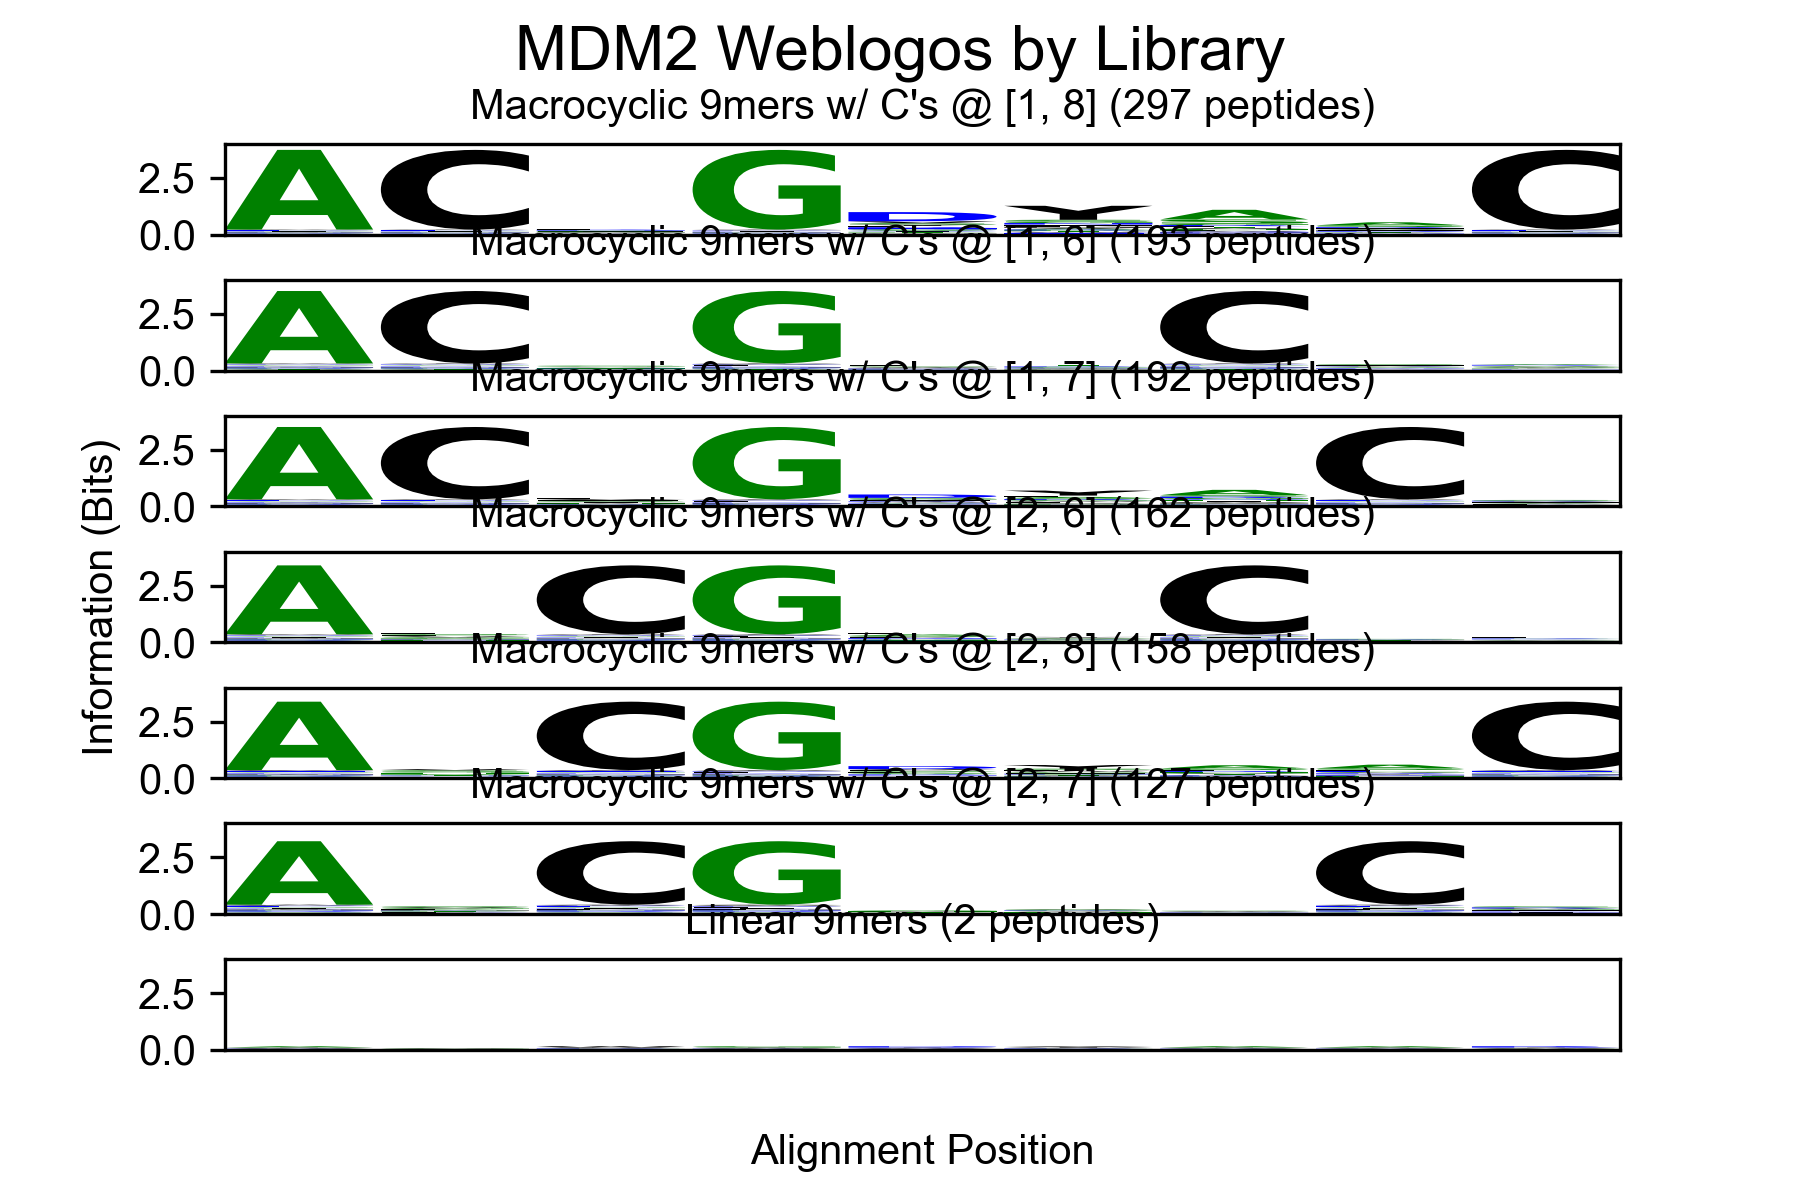 MDM2 Weblogos by Library
Macrocyclic 9mers w/ C's @ [1, 8] (297 peptides)
2.5
A C G D Y A C
0.0
Macrocyclic 9mers w/ C's @ [1, 6] (193 peptides)
2.5
A C G C
0.0
Macrocyclic 9mers w/ C's @ [1, 7] (192 peptides)
2.5
A C G C
0.0
Macrocyclic 9mers w/ C's @ [2, 6] (162 peptides)
2.5
A C G C
0.0
Macrocyclic 9mers w/ C's @ [2, 8] (158 peptides)
2.5
A C G C
0.0
Macrocyclic 9mers w/ C's @ [2, 7] (127 peptides)
2.5
A C G C
0.0
Linear 9mers (2 peptides)
2.5
0.0
Information (Bits)
Alignment Position